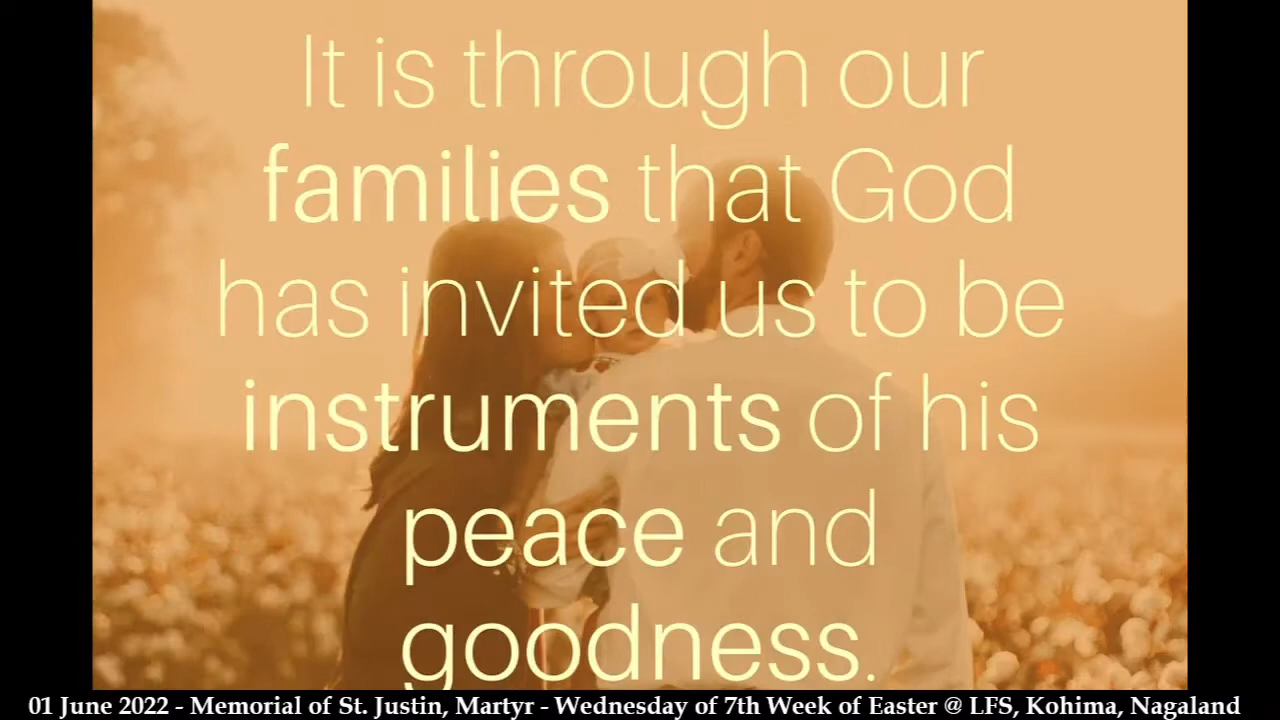 It is through our
families that God
has invited us to be
instruments of his
peace and
goodness.
01 June 2022 - Memorial of St. Justin, Martyr - Wednesday of 7th Week of Easter @ LFS, Kohima, Nagaland